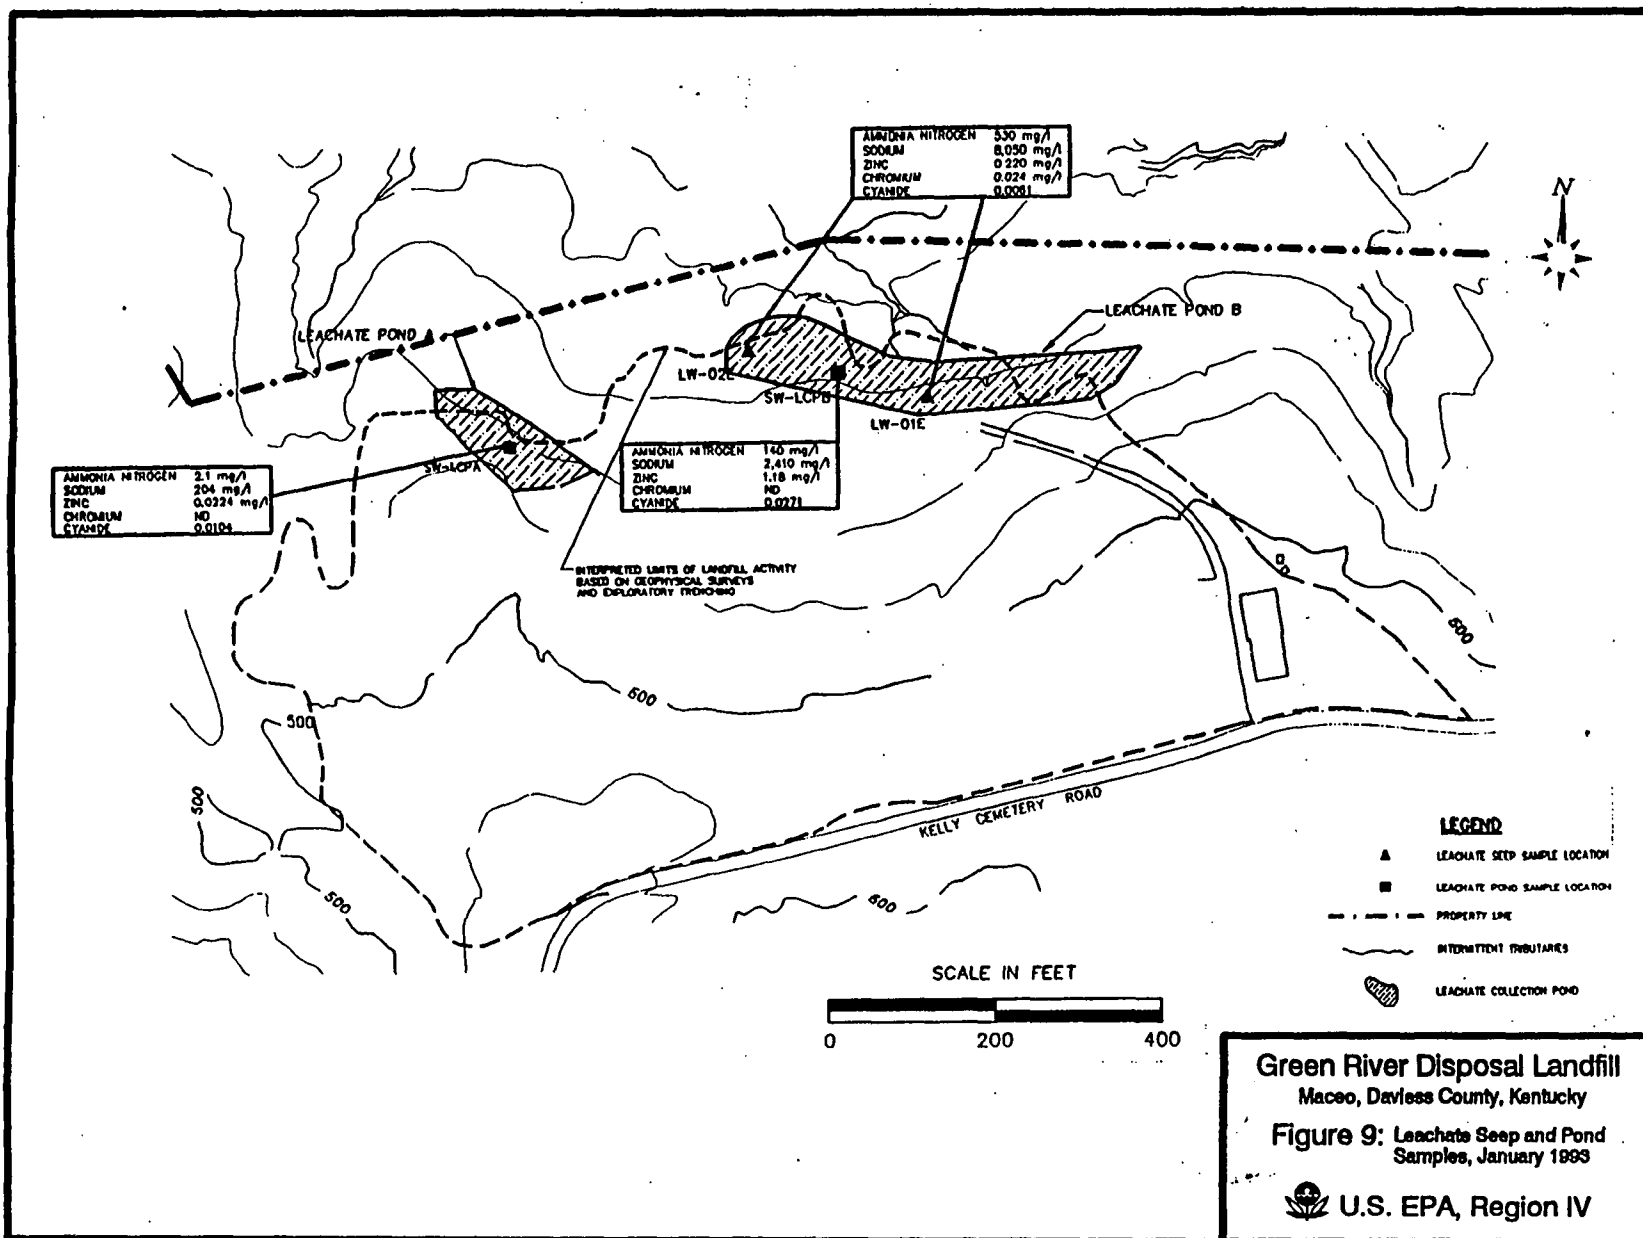 AMMONIA NITROGEN 530 mg/l
SODIUM 8,050 mg/l
ZINC 0.220 mg/l
CHROMIUM 0.024 mg/l
CYANIDE 0.0061
N
LEACHATE POND A
LEACHATE POND B
LW-02E
SW-LCPB
LW-01E
SW-LCPA
AMMONIA NITROGEN 140 mg/l
SODIUM 2,410 mg/l
ZINC 1.18 mg/l
CHROMIUM ND
CYANIDE 0.0271
AMMONIA NITROGEN 2.1 mg/l
SODIUM 204 mg/l
ZINC 0.0224 mg/l
CHROMIUM ND
CYANIDE 0.0104
INTERPRETED LIMITS OF LANDFILL ACTIVITY
BASED ON GEOPHYSICAL SURVEYS
AND EXPLORATORY TRENCHING
500
500
500
500
500
KELLY CEMETERY ROAD
LEGEND
LEACHATE SEEP SAMPLE LOCATION
LEACHATE POND SAMPLE LOCATION
PROPERTY LINE
INTERMITTENT TRIBUTARIES
LEACHATE COLLECTION POND
SCALE IN FEET
0 200 400
Green River Disposal Landfill
Maceo, Daviess County, Kentucky
Figure 9: Leachate Seep and Pond
Samples, January 1993
U.S. EPA, Region IV